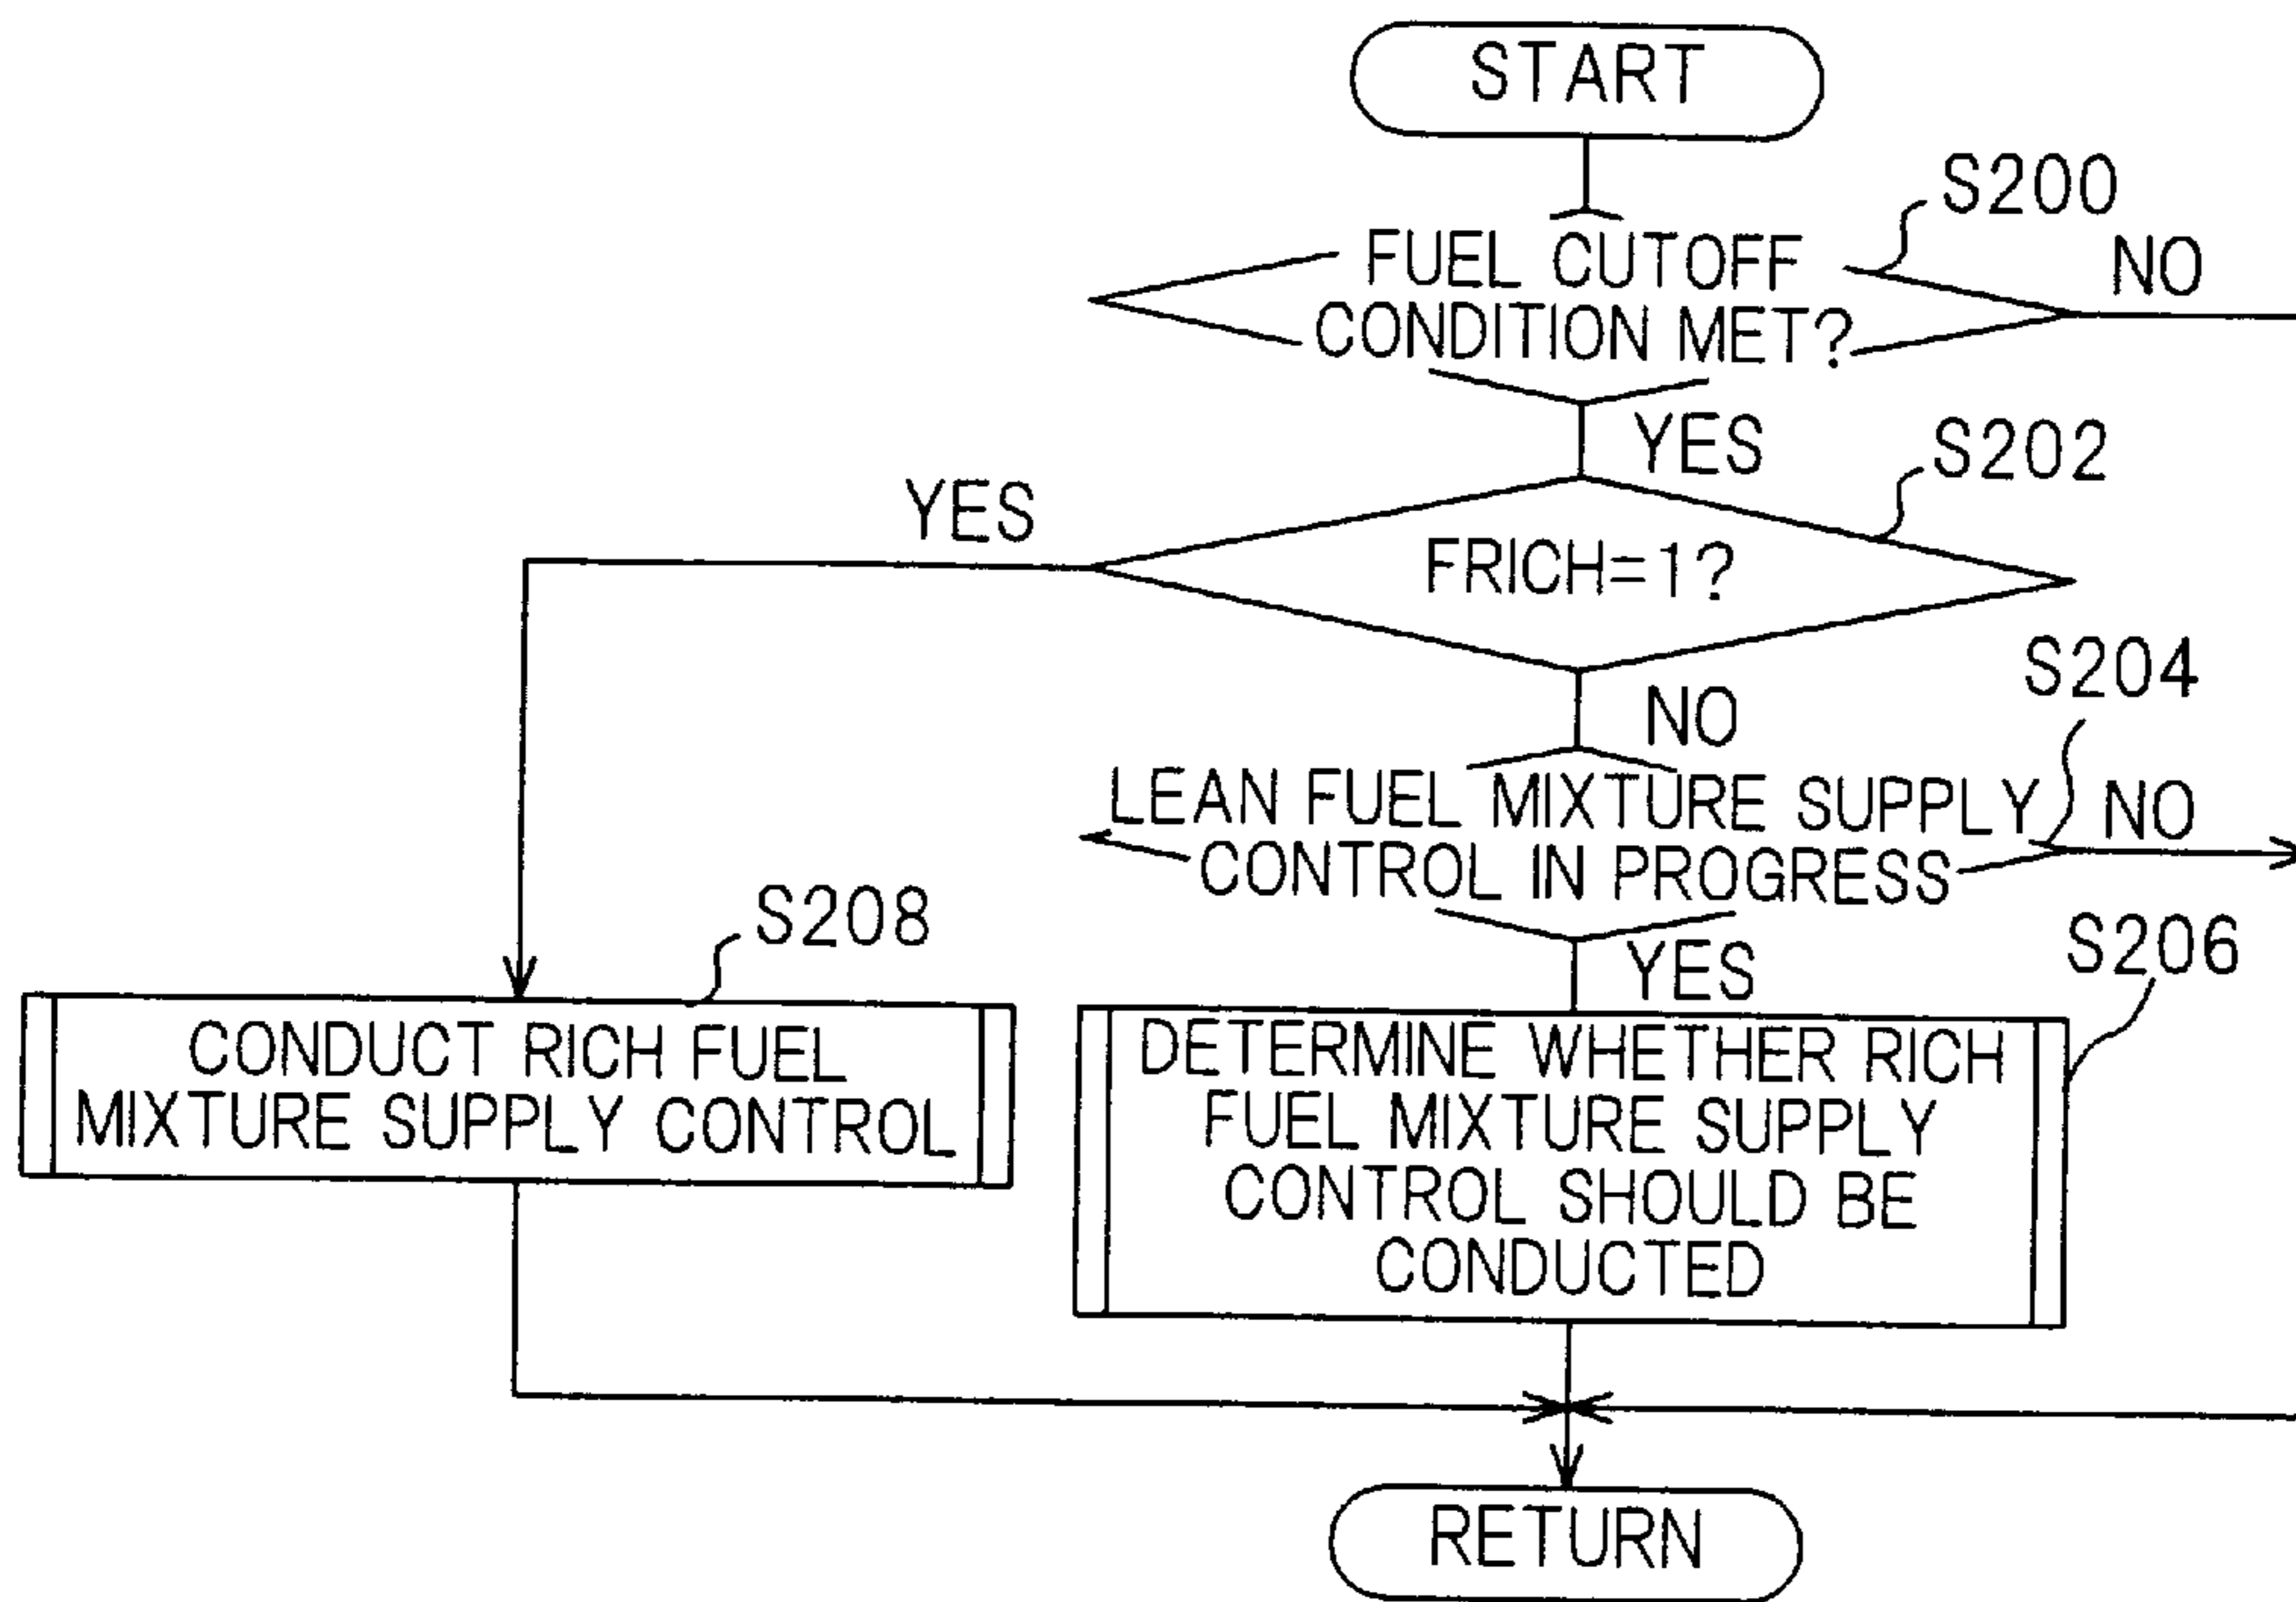 START
S200
FUEL CUTOFF
CONDITION MET?
NO
YES
S202
YES
FRICH=1?
NO
S204
LEAN FUEL MIXTURE SUPPLY
CONTROL IN PROGRESS
NO
YES
S208
CONDUCT RICH FUEL
MIXTURE SUPPLY CONTROL
S206
DETERMINE WHETHER RICH
FUEL MIXTURE SUPPLY
CONTROL SHOULD BE
CONDUCTED
RETURN